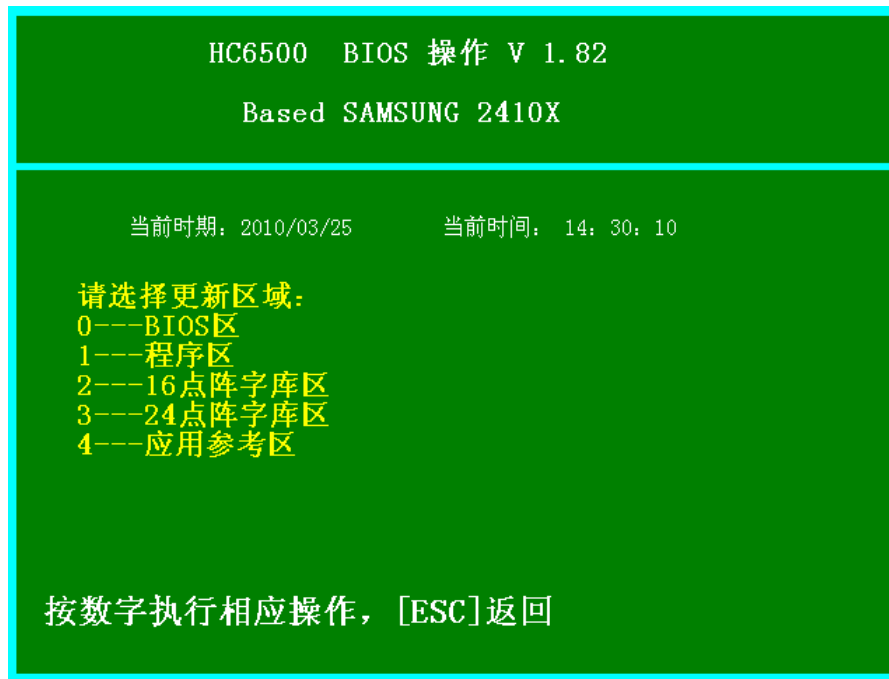 HC6500 BIOS 操作 V 1.82
Based SAMSUNG 2410X
当前时期：2010/03/25 当前时间： 14：30：10
请选择更新区域：
0---BIOS区
1---程序区
2---16点阵字库区
3---24点阵字库区
4---应用参考区
按数字执行相应操作，[ESC]返回